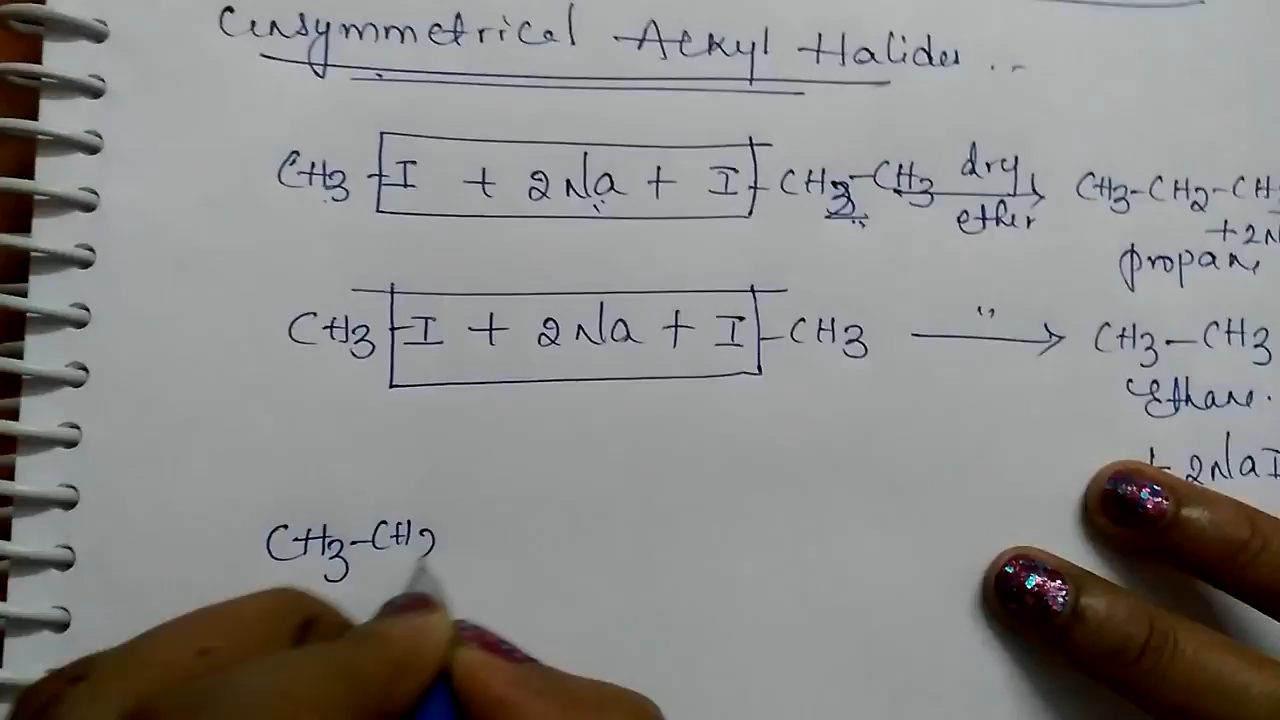 Unsymmetrical Alkyl Halides ..
CH3 -I + 2Na + I - CH3 - CH3 dry ether CH3-CH2-CH
+2N
propane
CH3 -I + 2Na + I - CH3 ,, CH3-CH3
Ethane.
+ 2NaI
CH3-CH2